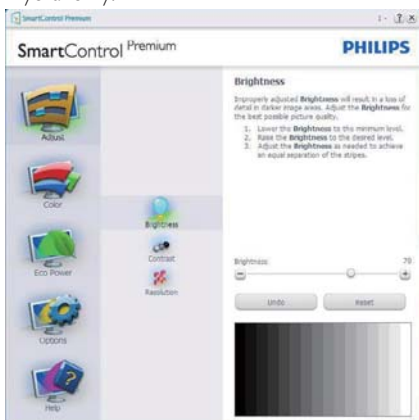 SmartControl Premium
SmartControl Premium
PHILIPS
Adjust
Color
Eco Power
Options
Help
Brightness
Contrast
Resolution
Brightness
Improperly adjusted Brightness will result in a loss of
detail in darker image areas. Adjust the Brightness for
the best possible picture quality.
1. Lower the Brightness to the minimum level.
2. Raise the Brightness to the desired level.
3. Adjust the Brightness as needed to achieve
an equal separation of the stripes.
Brightness 79
Undo Reset